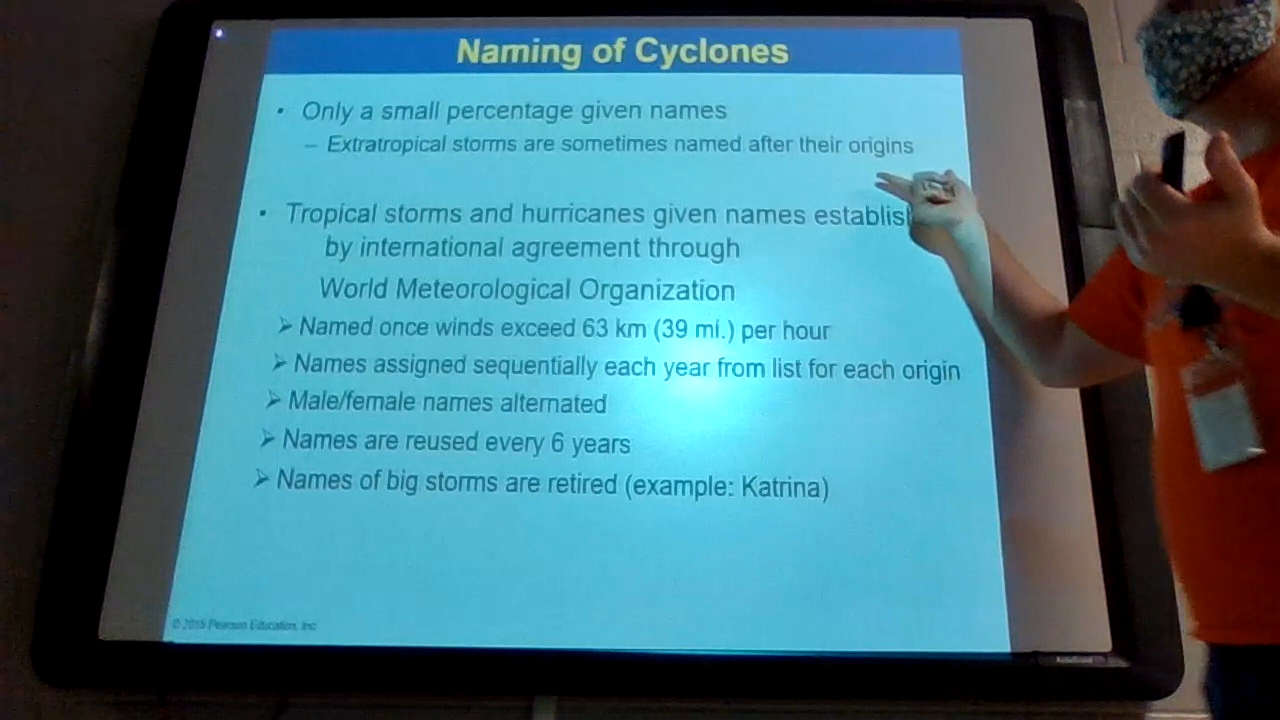 Naming of Cyclones
• Only a small percentage given names
– Extratropical storms are sometimes named after their origins
• Tropical storms and hurricanes given names establis
by international agreement through
World Meteorological Organization
➢ Named once winds exceed 63 km (39 mi.) per hour
➢ Names assigned sequentially each year from list for each origin
➢ Male/female names alternated
➢ Names are reused every 6 years
➢ Names of big storms are retired (example: Katrina)
© 2015 Pearson Education, Inc.